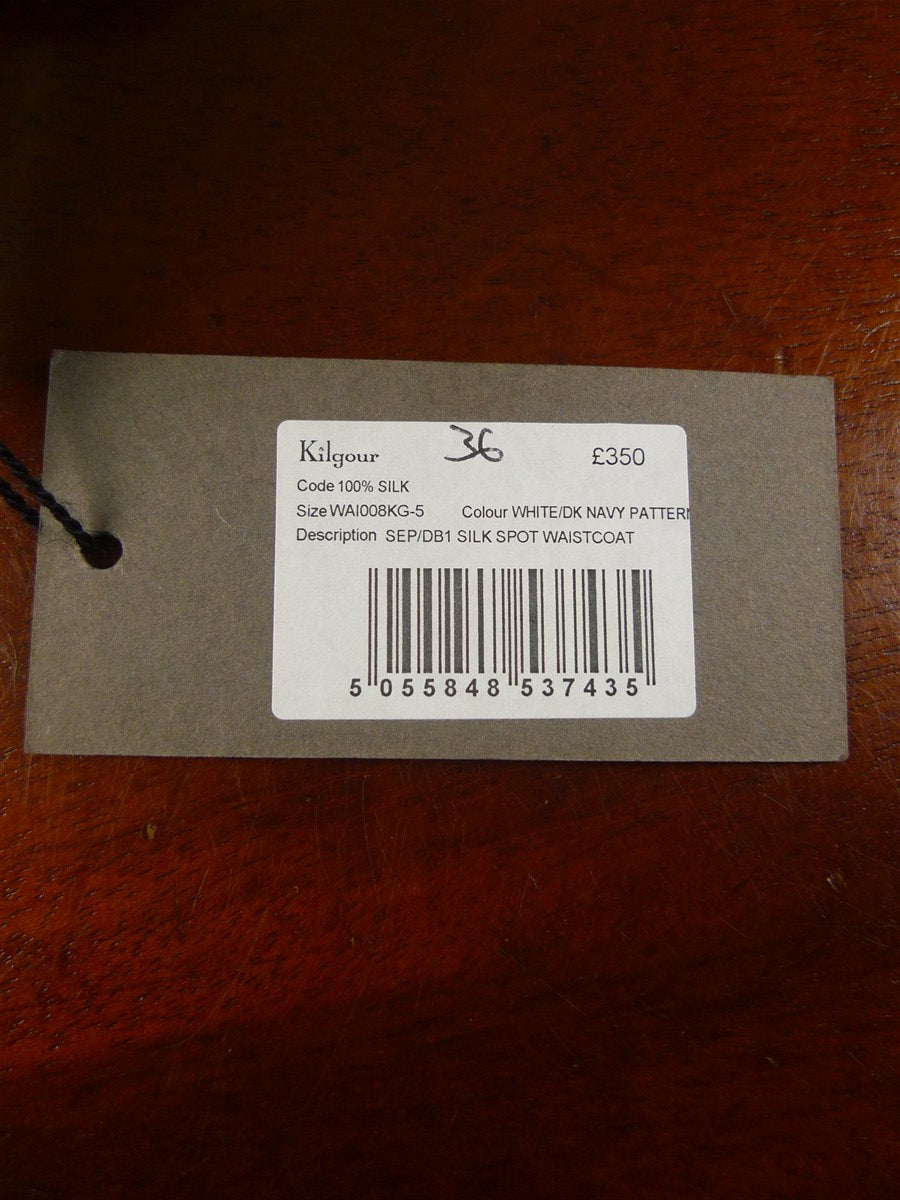 Kilgour 36 £350
Code 100% SILK
Size WAI008KG-5 Colour WHITE/DK NAVY PATTERN
Description SEP/DB1 SILK SPOT WAISTCOAT
5 055848 537435